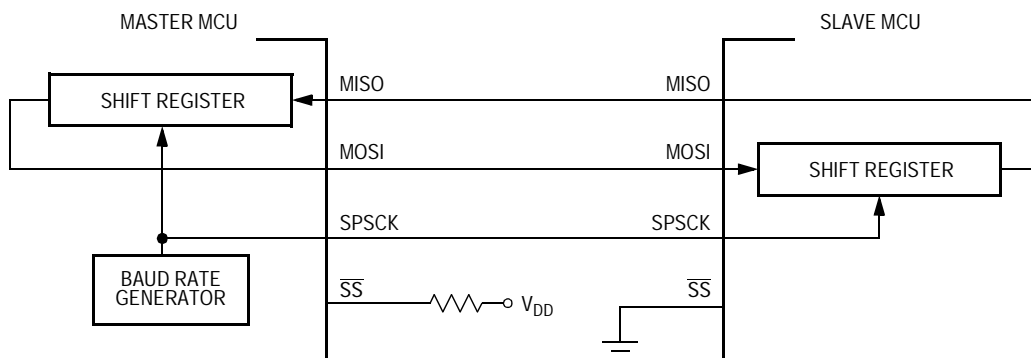 MASTER MCU
SLAVE MCU
SHIFT REGISTER
MISO
MISO
MOSI
MOSI
SHIFT REGISTER
SPSCK
SPSCK
BAUD RATE
GENERATOR
SS
VDD
SS